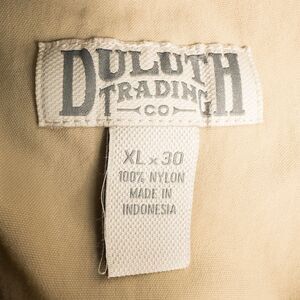 DULUTH
TRADING
CO
XL x 30
100% NYLON
MADE IN
INDONESIA